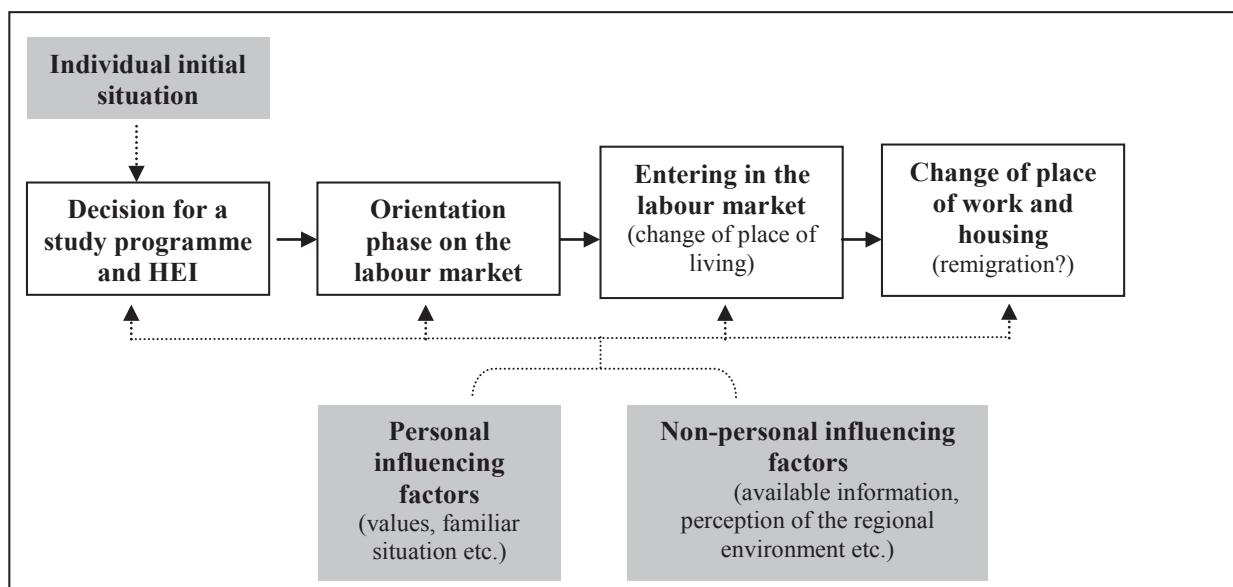 Individual initial
situation
Decision for a
study programme
and HEI
Orientation
phase on the
labour market
Entering in the
labour market
(change of place of
living)
Change of place
of work and
housing
(remigration?)
Personal
influencing
factors
(values, familiar
situation etc.)
Non-personal influencing
factors
(available information,
perception of the regional
environment etc.)